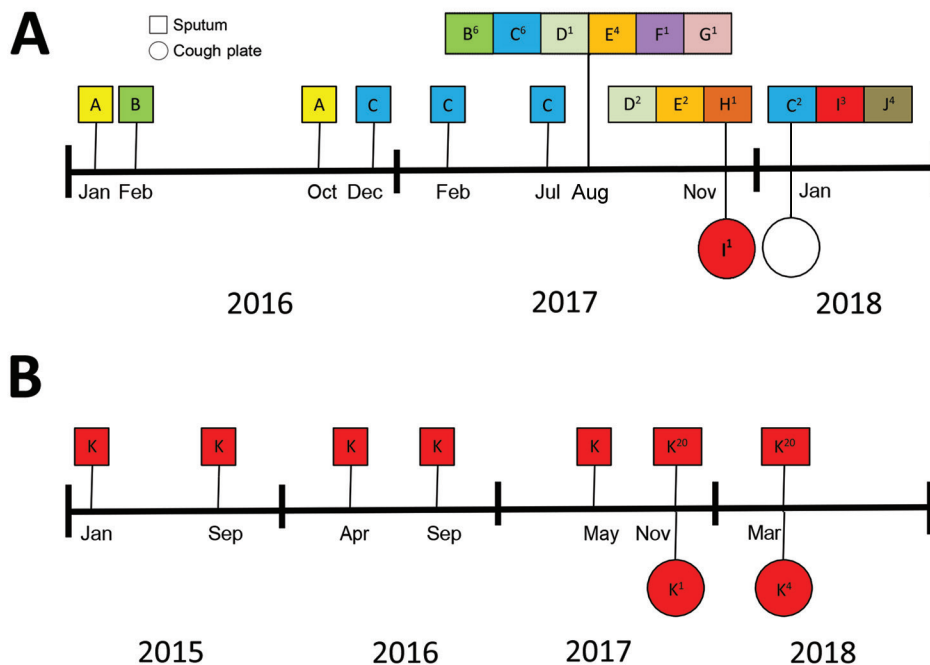 A
Sputum
Cough plate
B⁶ C⁶ D¹ E⁴ F¹ G¹
A B A C C C D² E² H¹ C² I³ J⁴
Jan Feb Oct Dec Feb Jul Aug Nov Jan
I¹
2016 2017 2018
B
K K K K K K²⁰ K²⁰
Jan Sep Apr Sep May Nov Mar
K¹ K⁴
2015 2016 2017 2018